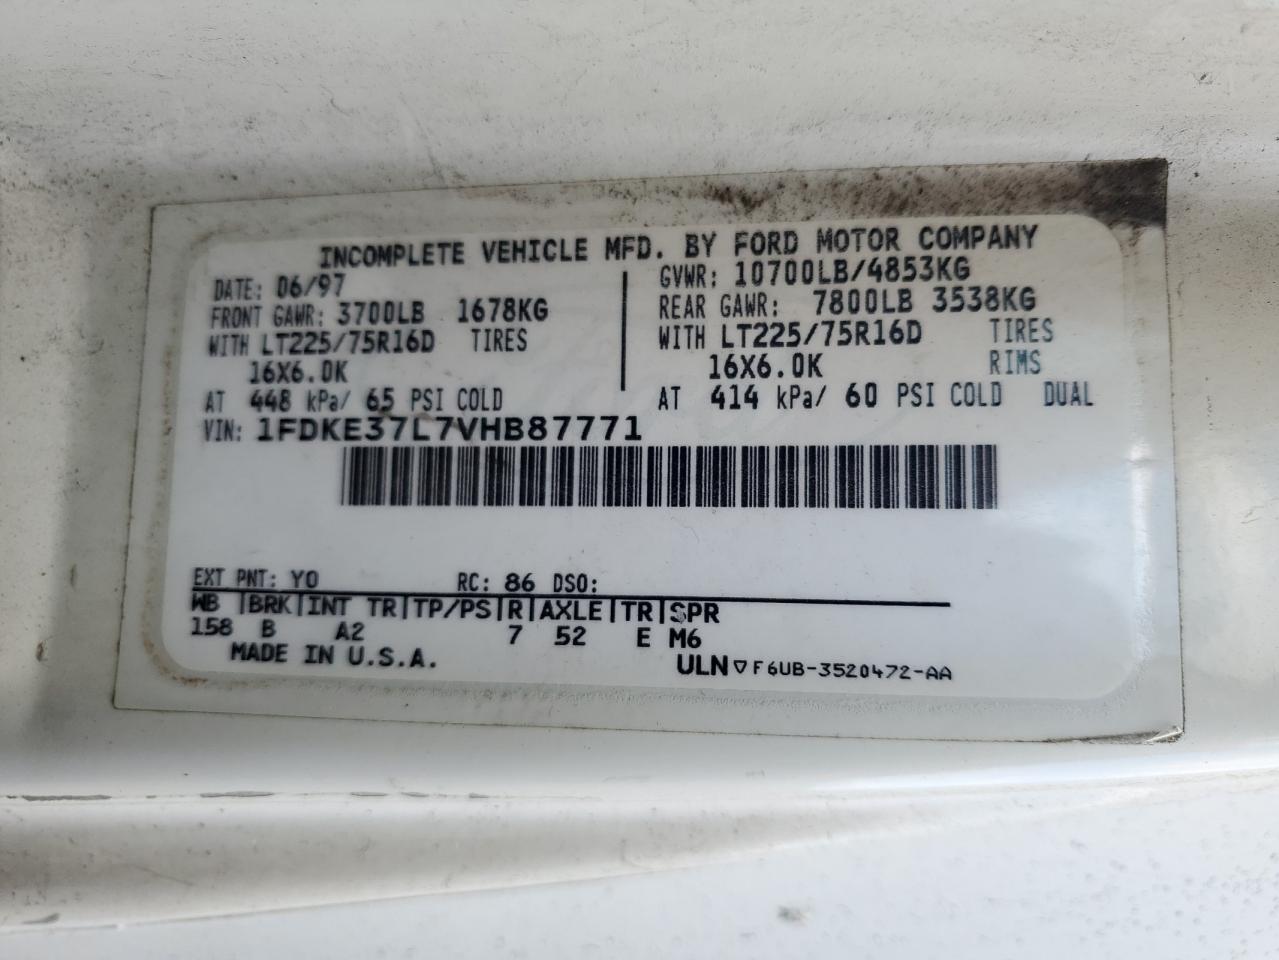 INCOMPLETE VEHICLE MFD. BY FORD MOTOR COMPANY
DATE: 06/97
FRONT GAWR: 3700LB 1678KG
WITH LT225/75R16D TIRES
16X6.0K
AT 448 kPa/ 65 PSI COLD
GVWR: 10700LB/4853KG
REAR GAWR: 7800LB 3538KG
WITH LT225/75R16D TIRES
16X6.0K RIMS
AT 414 kPa/ 60 PSI COLD DUAL
VIN: 1FDKE37L7VHB87771
EXT PNT: YO RC: 86 DSO:
WB |BRK|INT TR|TP/PS|R|AXLE|TR|SPR
158 B A2 7 52 E M6
MADE IN U.S.A.
ULN ▽ F6UB-3520472-AA